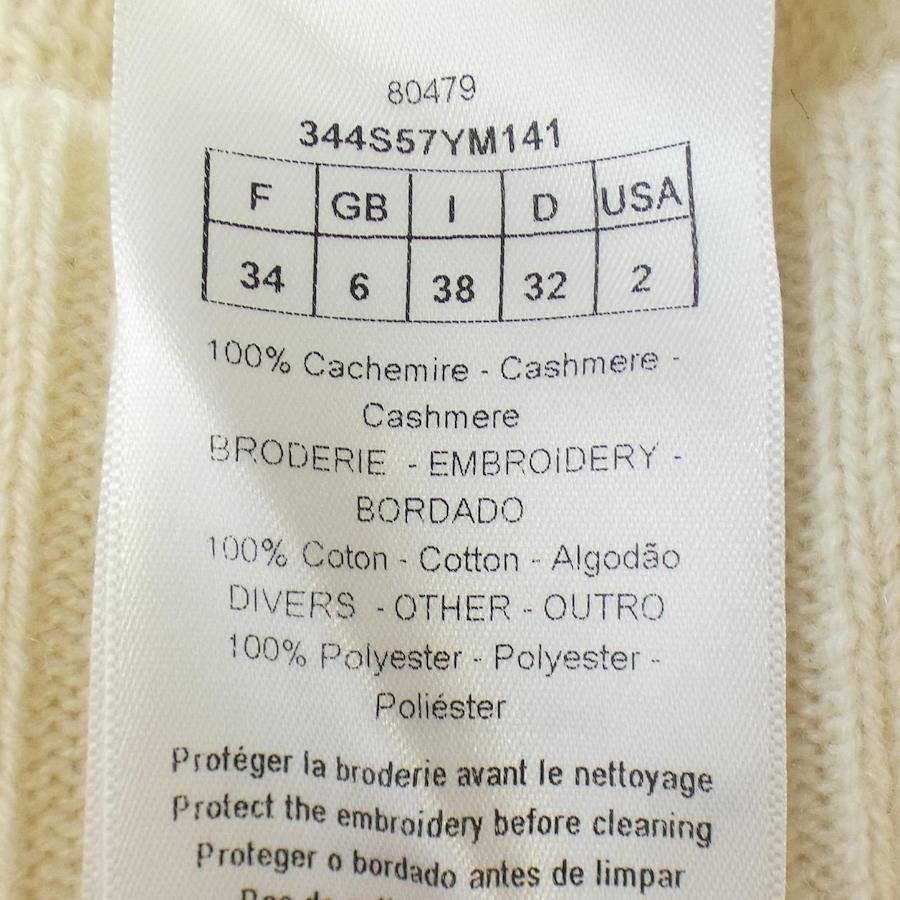 80479
344S57YM141
F GB I D USA
34 6 38 32 2
100% Cachemire - Cashmere -
Cashmere
BRODERIE - EMBROIDERY -
BORDADO
100% Coton - Cotton - Algodão
DIVERS - OTHER - OUTRO
100% Polyester - Polyester -
Poliéster
Protéger la broderie avant le nettoyage
Protect the embroidery before cleaning
Proteger o bordado antes de limpar